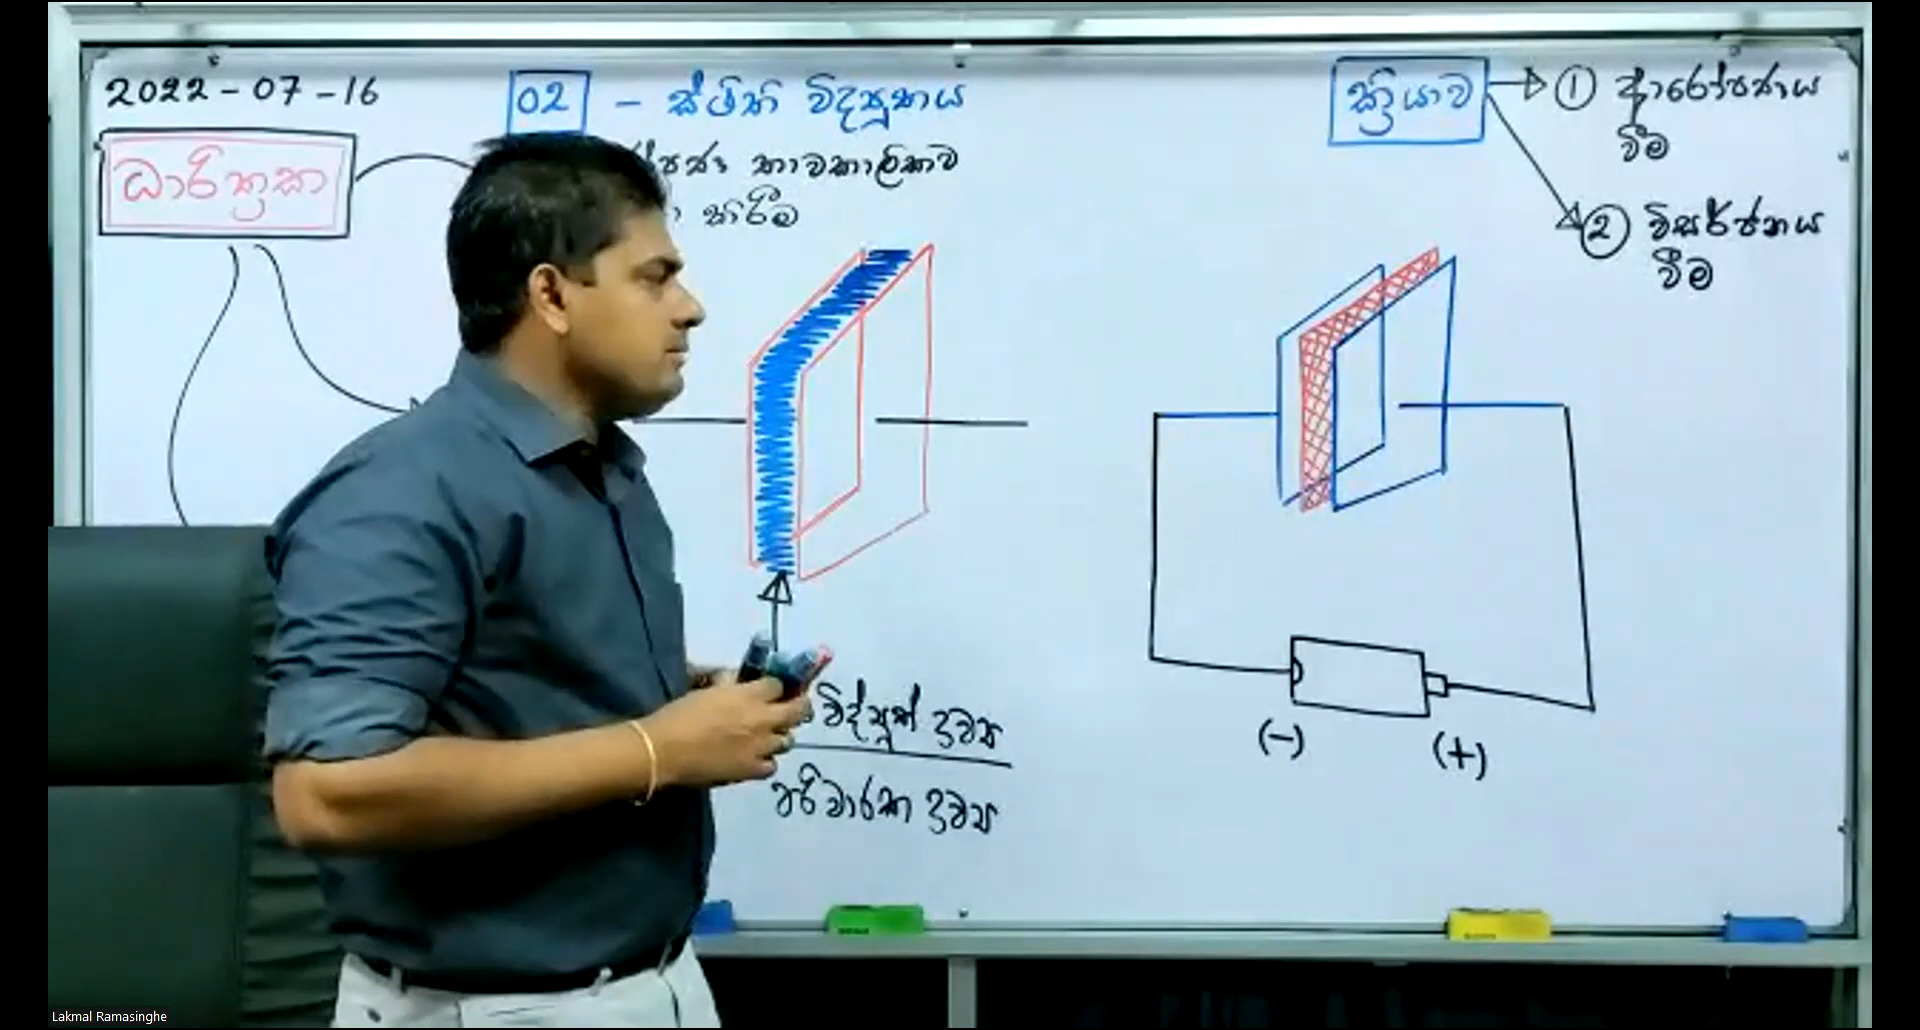 2022-07-16
02 - ස්ථිති විද්‍යුතය
ධාරිත්‍රක
තාවකාලිකව
කිරීම
විද්‍යුත් ද්‍රව්‍ය
පරිවාරක ද්‍රව්‍ය
ක්‍රියාව
① ආරෝපණය
වීම
② විසර්ජනය
වීම
(-)
(+)
Lakmal Ramasinghe